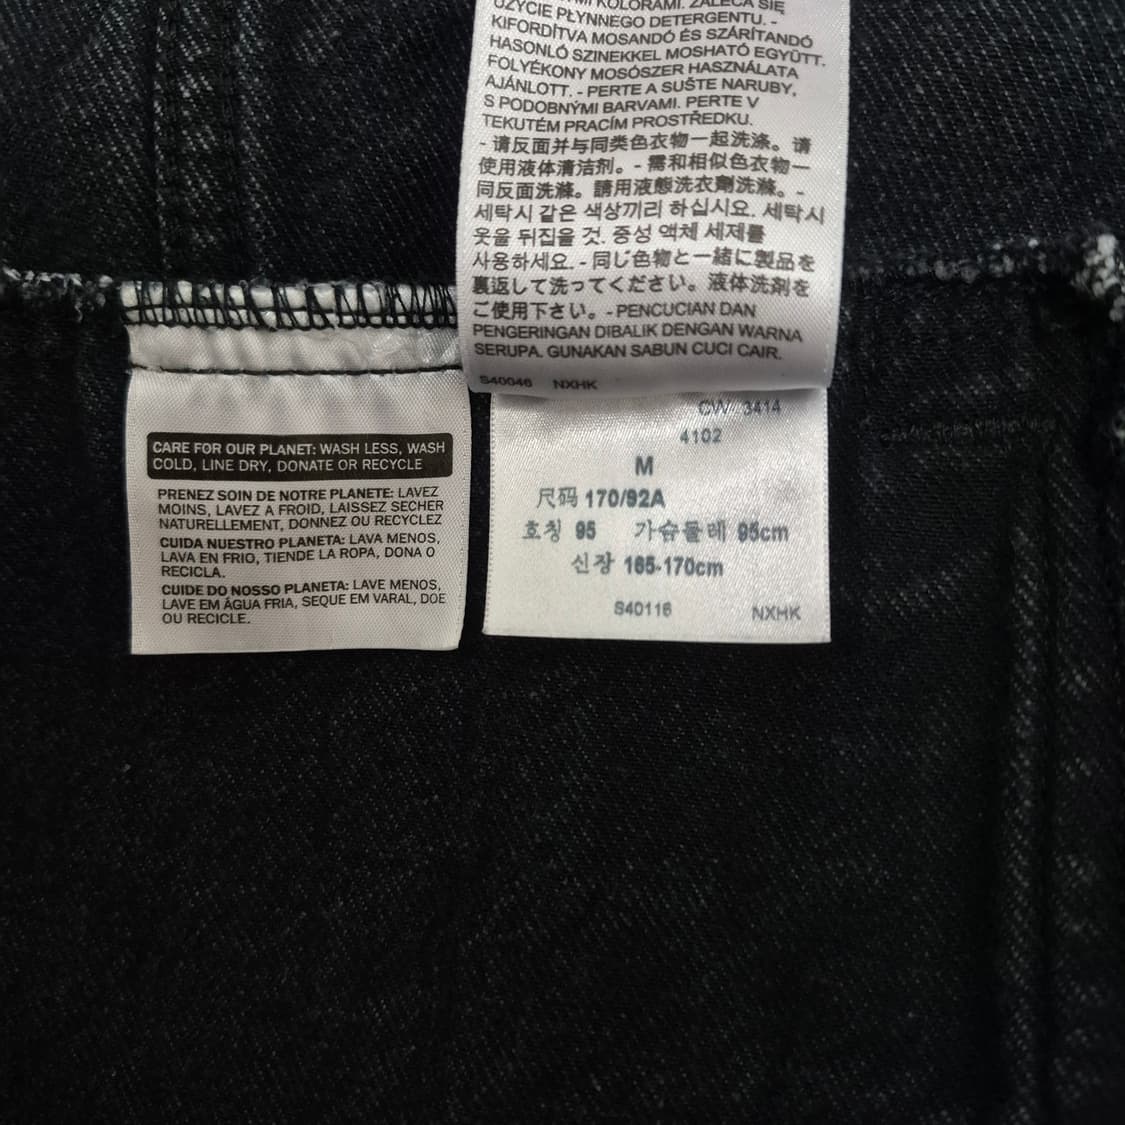 KOLORAMI. ZALECA SIĘ
UŻYCIE PŁYNNEGO DETERGENTU. -
KIFORDÍTVA MOSANDÓ ÉS SZÁRÍTANDÓ
HASONLÓ SZINEKKEL MOSHATÓ EGYÜTT.
FOLYÉKONY MOSÓSZER HASZNÁLATA
AJÁNLOTT. - PERTE A SUŠTE NARUBY,
S PODOBNÝMI BARVAMI. PERTE V
TEKUTÉM PRACÍM PROSTŘEDKU.
- 请反面并与同类色衣物一起洗涤。请
使用液体清洁剂。- 需和相似色衣物一
同反面洗滌。請用液態洗衣劑洗滌。-
세탁시 같은 색상끼리 하십시요. 세탁시
옷을 뒤집을 것. 중성 액체 세제를
사용하세요. - 同じ色物と一緒に製品を
裏返して洗ってください。液体洗剤を
ご使用下さい。- PENCUCIAN DAN
PENGERINGAN DIBALIK DENGAN WARNA
SERUPA. GUNAKAN SABUN CUCI CAIR.
S40046 NXHK
CARE FOR OUR PLANET: WASH LESS, WASH
COLD, LINE DRY, DONATE OR RECYCLE
PRENEZ SOIN DE NOTRE PLANETE: LAVEZ
MOINS, LAVEZ A FROID, LAISSEZ SECHER
NATURELLEMENT, DONNEZ OU RECYCLEZ
CUIDA NUESTRO PLANETA: LAVA MENOS,
LAVA EN FRIO, TIENDE LA ROPA, DONA O
RECICLA.
CUIDE DO NOSSO PLANETA: LAVE MENOS,
LAVE EM ÁGUA FRIA, SEQUE EM VARAL, DOE
OU RECICLE.
CW 3414
4102
M
尺码 170/92A
호칭 95 가슴둘레 95cm
신장 165-170cm
S40116 NXHK